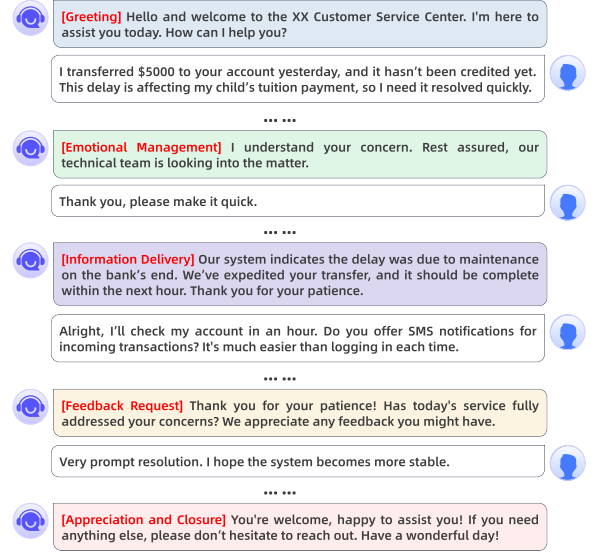 [Greeting] Hello and welcome to the XX Customer Service Center. I'm here to
assist you today. How can I help you?
I transferred $5000 to your account yesterday, and it hasn’t been credited yet.
This delay is affecting my child’s tuition payment, so I need it resolved quickly.
... ...
[Emotional Management] I understand your concern. Rest assured, our
technical team is looking into the matter.
Thank you, please make it quick.
... ...
[Information Delivery] Our system indicates the delay was due to maintenance
on the bank’s end. We’ve expedited your transfer, and it should be complete
within the next hour. Thank you for your patience.
Alright, I’ll check my account in an hour. Do you offer SMS notifications for
incoming transactions? It's much easier than logging in each time.
... ...
[Feedback Request] Thank you for your patience! Has today's service fully
addressed your concerns? We appreciate any feedback you might have.
Very prompt resolution. I hope the system becomes more stable.
... ...
[Appreciation and Closure] You're welcome, happy to assist you! If you need
anything else, please don’t hesitate to reach out. Have a wonderful day!